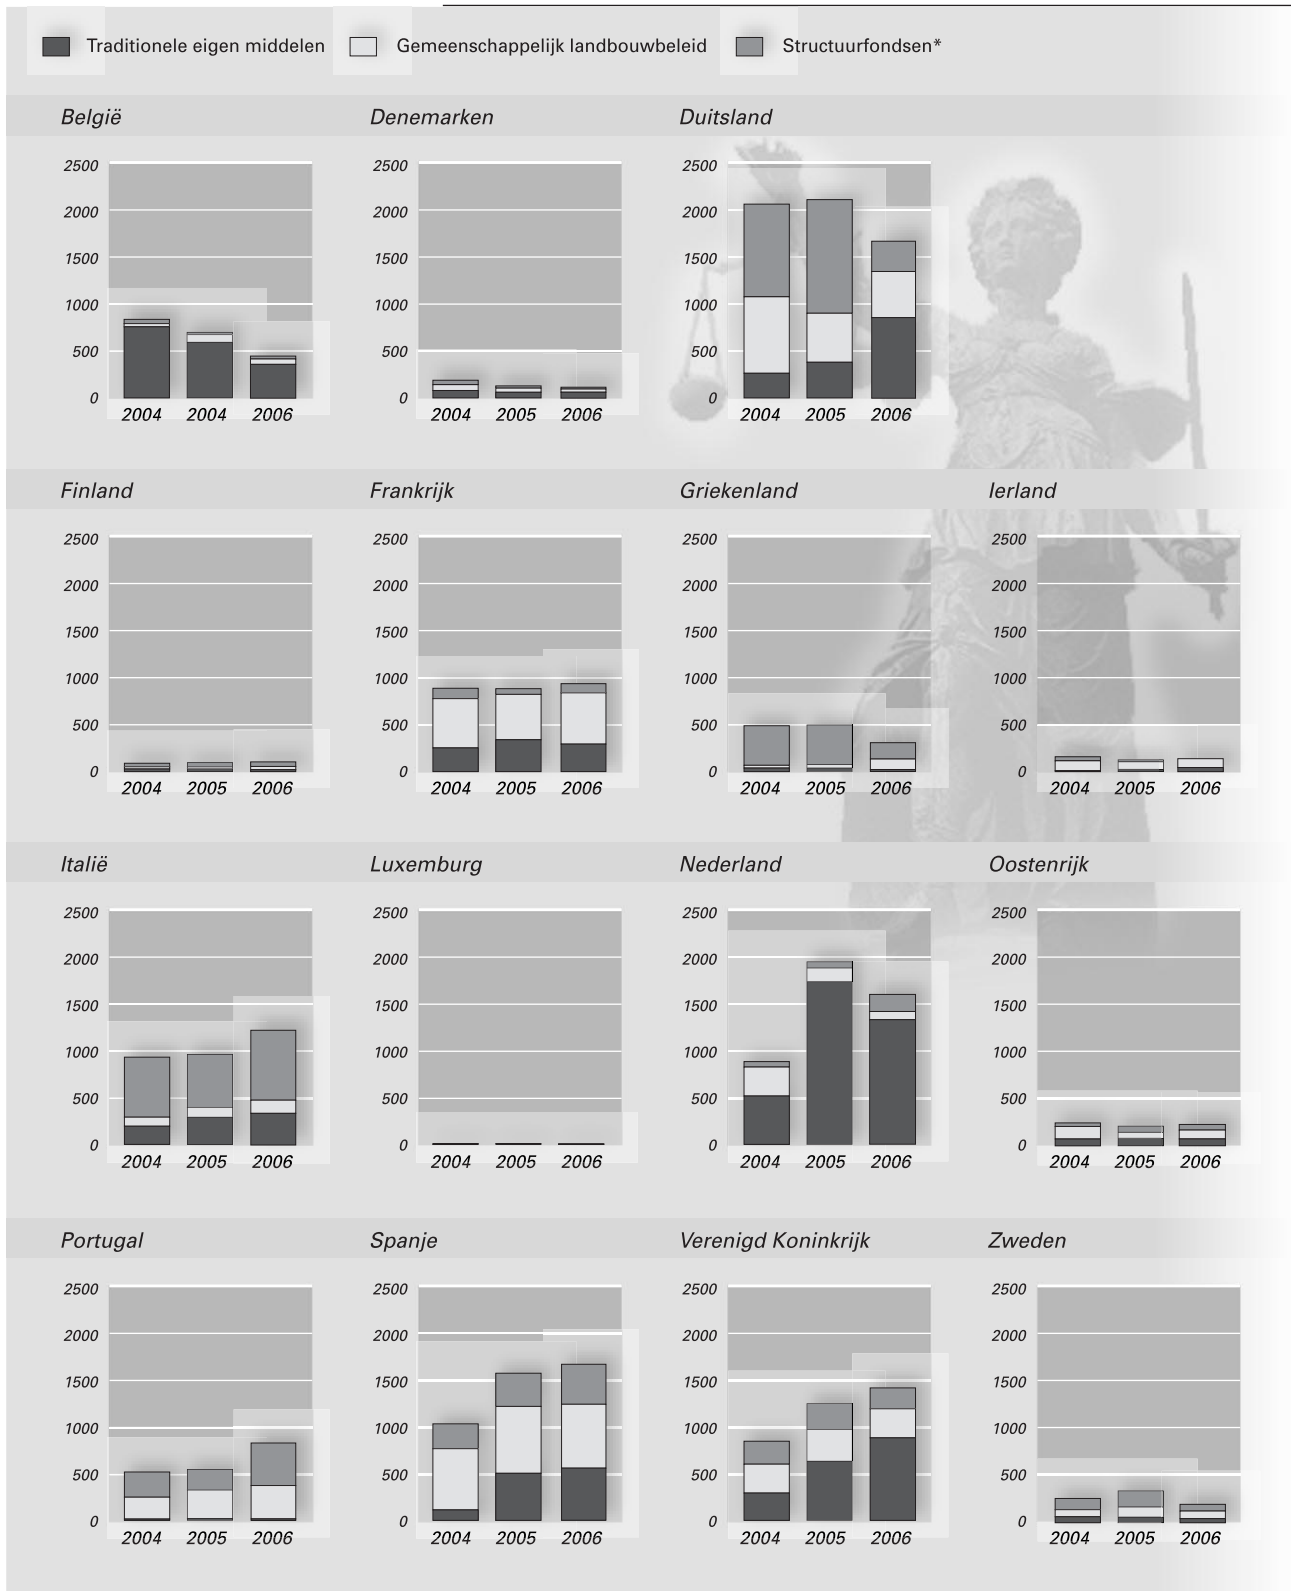 Traditionele eigen middelen Gemeenschappelijk landbouwbeleid Structuurfondsen*
België Denemarken Duitsland
2500 2500 2500
2000 2000 2000
1500 1500 1500
1000 1000 1000
500 500 500
0 0 0
2004 2004 2006 2004 2005 2006 2004 2005 2006
Finland Frankrijk Griekenland Ierland
2500 2500 2500 2500
2000 2000 2000 2000
1500 1500 1500 1500
1000 1000 1000 1000
500 500 500 500
0 0 0 0
2004 2005 2006 2004 2005 2006 2004 2005 2006 2004 2005 2006
Italië Luxemburg Nederland Oostenrijk
2500 2500 2500 2500
2000 2000 2000 2000
1500 1500 1500 1500
1000 1000 1000 1000
500 500 500 500
0 0 0 0
2004 2005 2006 2004 2005 2006 2004 2005 2006 2004 2005 2006
Portugal Spanje Verenigd Koninkrijk Zweden
2500 2500 2500 2500
2000 2000 2000 2000
1500 1500 1500 1500
1000 1000 1000 1000
500 500 500 500
0 0 0 0
2004 2005 2006 2004 2005 2006 2004 2005 2006 2004 2005 2006